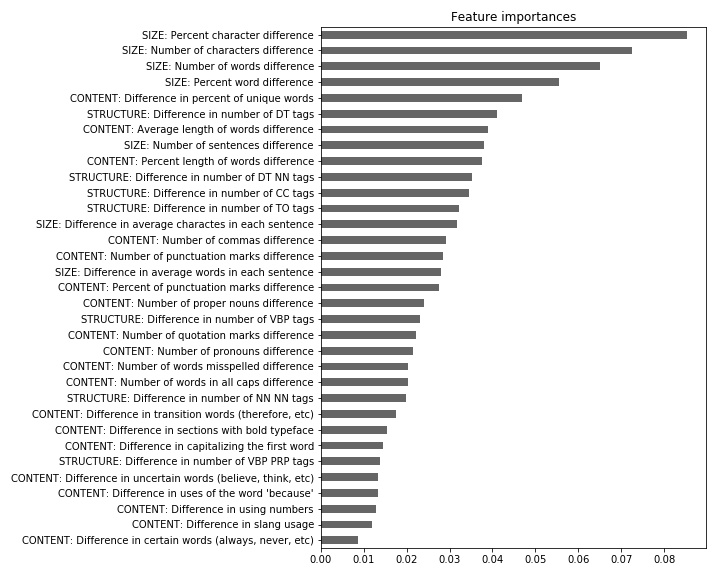 Feature importances
SIZE: Percent character difference
SIZE: Number of characters difference
SIZE: Number of words difference
SIZE: Percent word difference
CONTENT: Difference in percent of unique words
STRUCTURE: Difference in number of DT tags
CONTENT: Average length of words difference
SIZE: Number of sentences difference
CONTENT: Percent length of words difference
STRUCTURE: Difference in number of DT NN tags
STRUCTURE: Difference in number of CC tags
STRUCTURE: Difference in number of TO tags
SIZE: Difference in average charactes in each sentence
CONTENT: Number of commas difference
CONTENT: Number of punctuation marks difference
SIZE: Difference in average words in each sentence
CONTENT: Percent of punctuation marks difference
CONTENT: Number of proper nouns difference
STRUCTURE: Difference in number of VBP tags
CONTENT: Number of quotation marks difference
CONTENT: Number of pronouns difference
CONTENT: Number of words misspelled difference
CONTENT: Number of words in all caps difference
STRUCTURE: Difference in number of NN NN tags
CONTENT: Difference in transition words (therefore, etc)
CONTENT: Difference in sections with bold typeface
CONTENT: Difference in capitalizing the first word
STRUCTURE: Difference in number of VBP PRP tags
CONTENT: Difference in uncertain words (believe, think, etc)
CONTENT: Difference in uses of the word 'because'
CONTENT: Difference in using numbers
CONTENT: Difference in slang usage
CONTENT: Difference in certain words (always, never, etc)
0.00 0.01 0.02 0.03 0.04 0.05 0.06 0.07 0.08